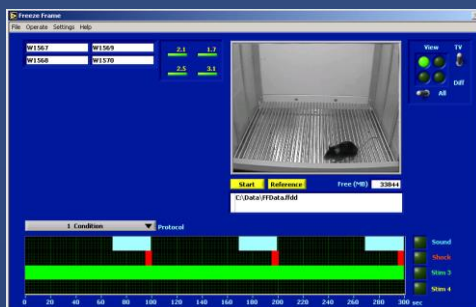 Freeze Frame
File Operate Settings Help
W1567 W1569
W1568 W1570
2.1 1.7
2.5 3.1
View TV
Diff
All
Start Reference Free (MB) 33844
C:\Data\FFData.ffdd
1 Condition Protocol
Sound
Shock
Stim 3
Stim 4
0 20 40 60 80 100 120 140 160 180 200 220 240 260 280 300 sec